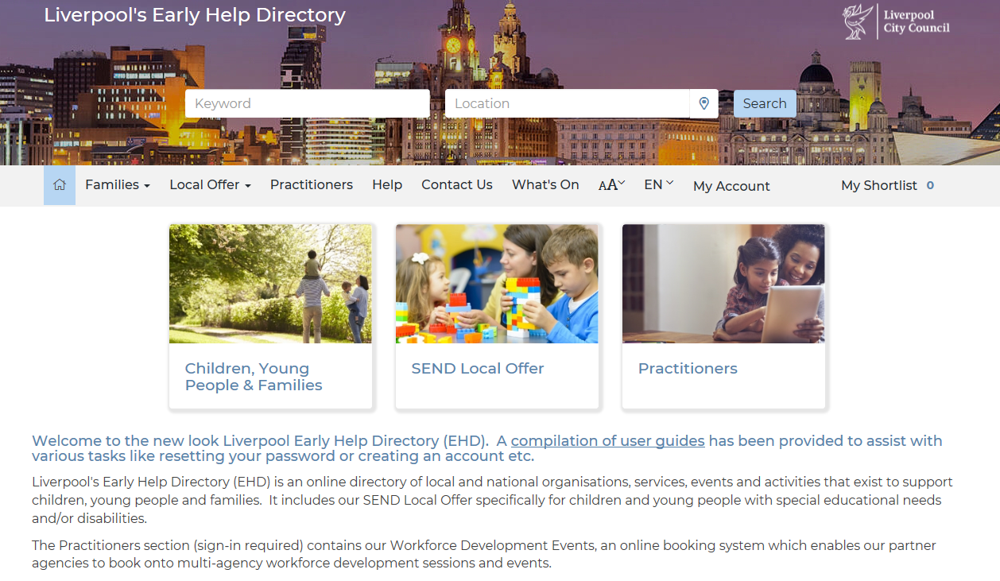 Liverpool's Early Help Directory
Liverpool
City Council
Keyword
Location
Search
Families
Local Offer
Practitioners
Help
Contact Us
What's On
AA
EN
My Account
My Shortlist 0
Children, Young
People & Families
SEND Local Offer
Practitioners
Welcome to the new look Liverpool Early Help Directory (EHD).  A compilation of user guides has been provided to assist with
various tasks like resetting your password or creating an account etc.
Liverpool's Early Help Directory (EHD) is an online directory of local and national organisations, services, events and activities that exist to support
children, young people and families.  It includes our SEND Local Offer specifically for children and young people with special educational needs
and/or disabilities.
The Practitioners section (sign-in required) contains our Workforce Development Events, an online booking system which enables our partner
agencies to book onto multi-agency workforce development sessions and events.